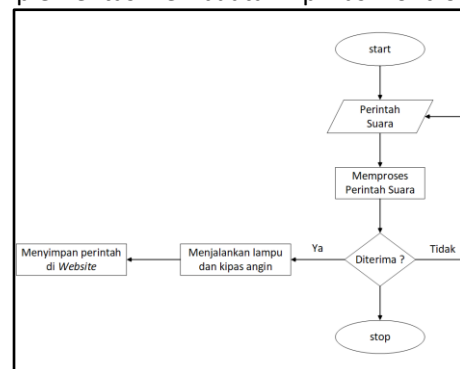 start
Perintah
Suara
Memproses
Perintah Suara
Ya
Diterima ?
Tidak
Menjalankan lampu
dan kipas angin
Menyimpan perintah
di Website
stop